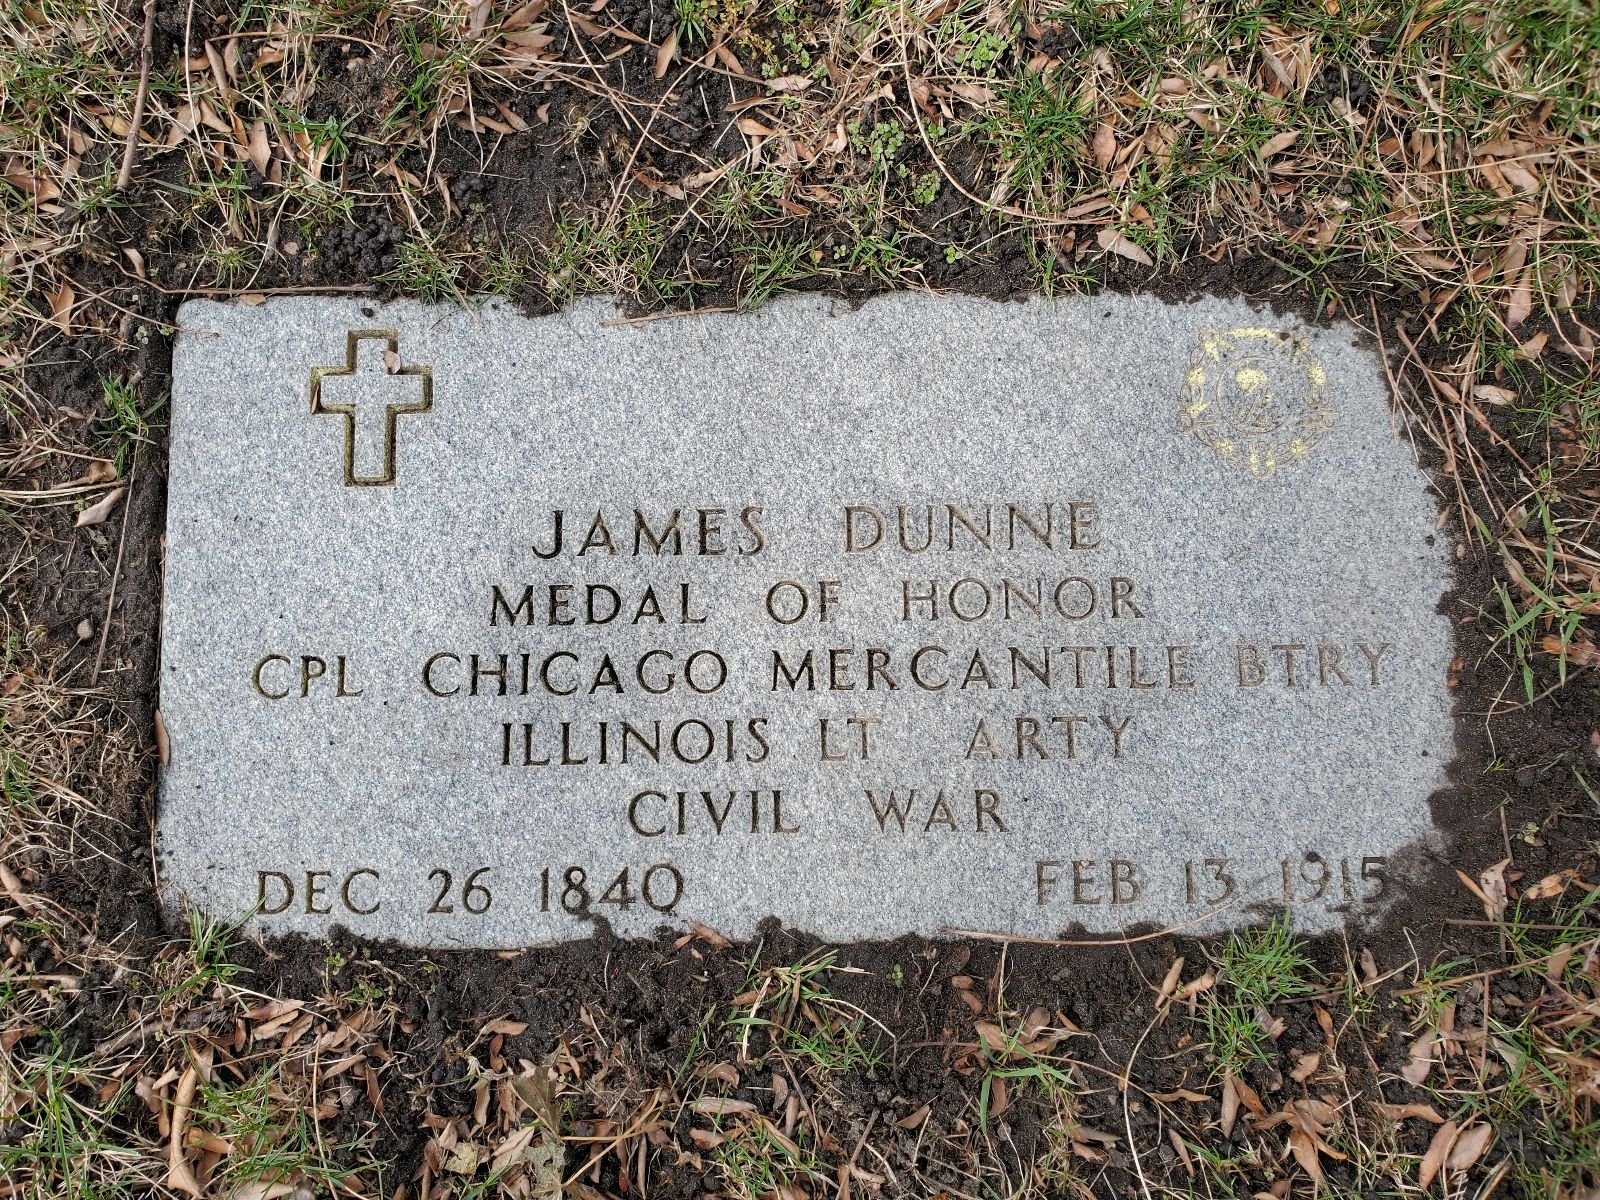 JAMES DUNNE
MEDAL OF HONOR
CPL CHICAGO MERCANTILE BTRY
ILLINOIS LT ARTY
CIVIL WAR
DEC 26 1840 FEB 13 1915